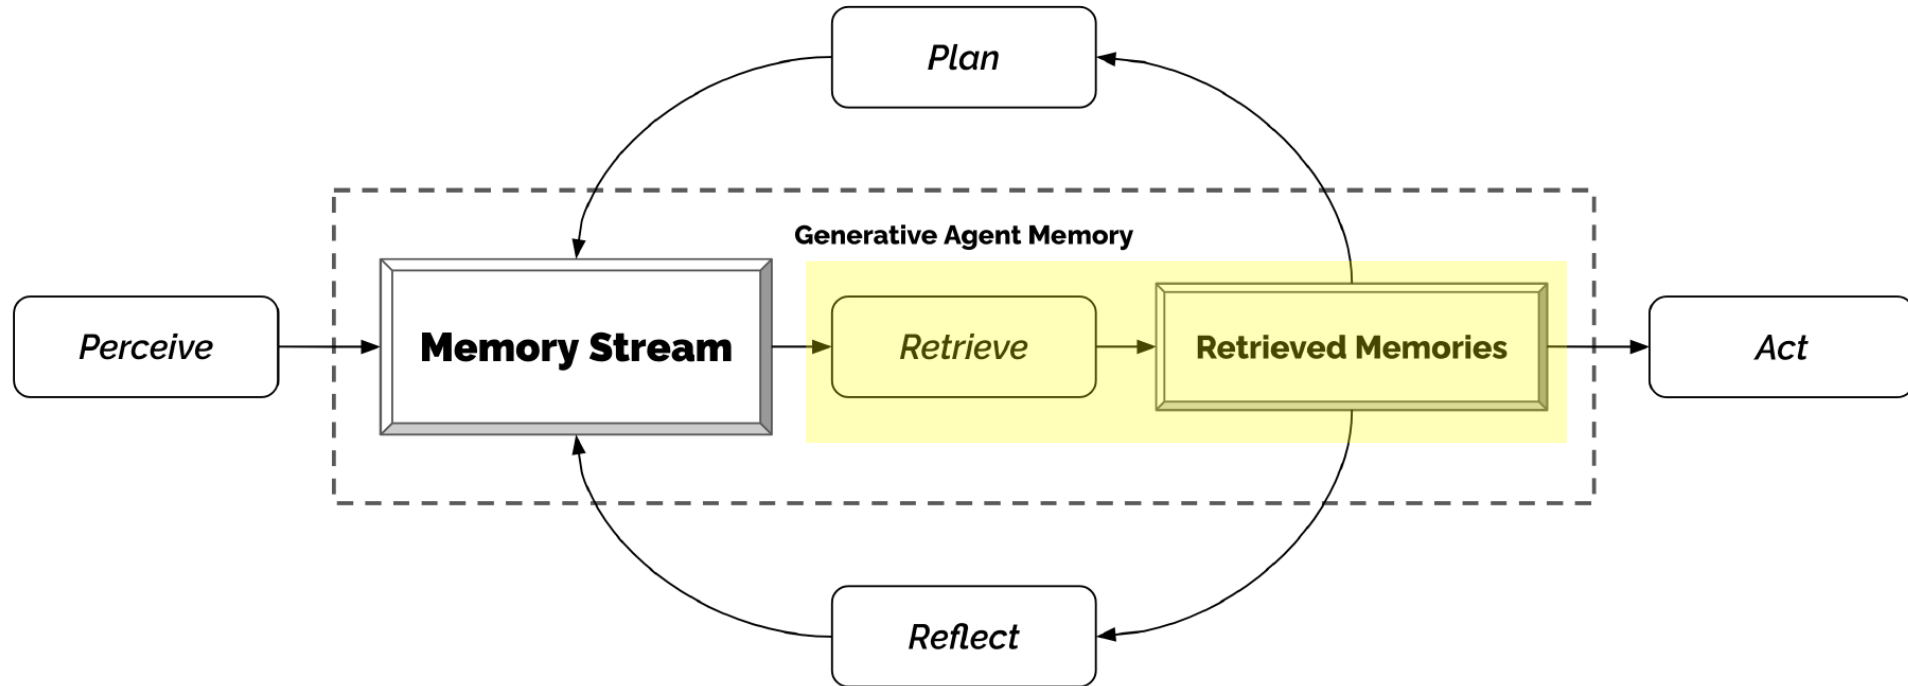 Plan
Generative Agent Memory
Perceive
Memory Stream
Retrieve
Retrieved Memories
Act
Reflect